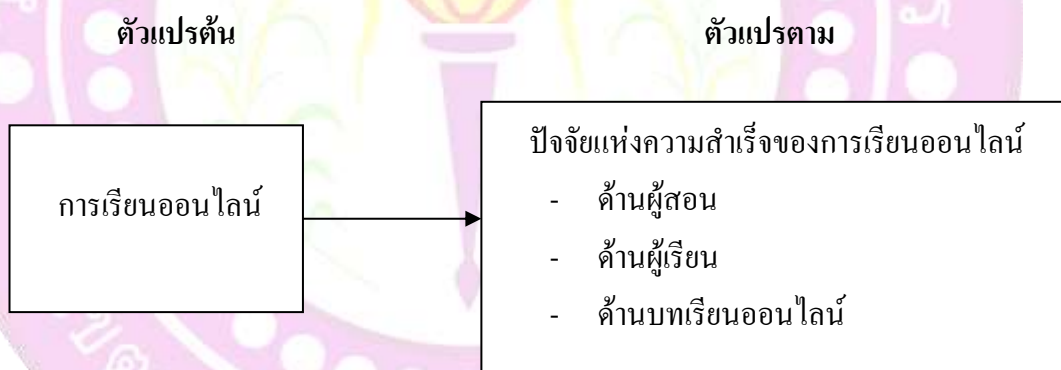 ตัวแปรต้น
ตัวแปรตาม
การเรียนออนไลน์
ปัจจัยแห่งความสำเร็จของการเรียนออนไลน์
- ด้านผู้สอน
- ด้านผู้เรียน
- ด้านบทเรียนออนไลน์